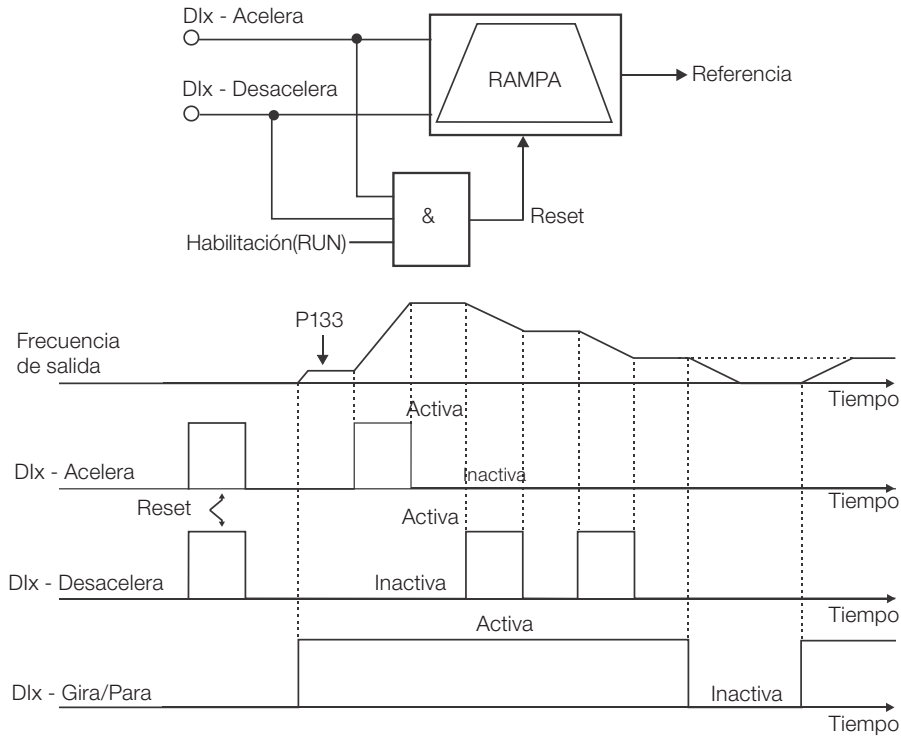 DIx - Acelera
RAMPA
Referencia
DIx - Desacelera
&
Reset
Habilitación(RUN)
P133
Frecuencia
de salida
Tiempo
Activa
DIx - Acelera
Inactiva
Tiempo
Reset
Activa
DIx - Desacelera
Inactiva
Tiempo
Activa
DIx - Gira/Para
Inactiva
Tiempo